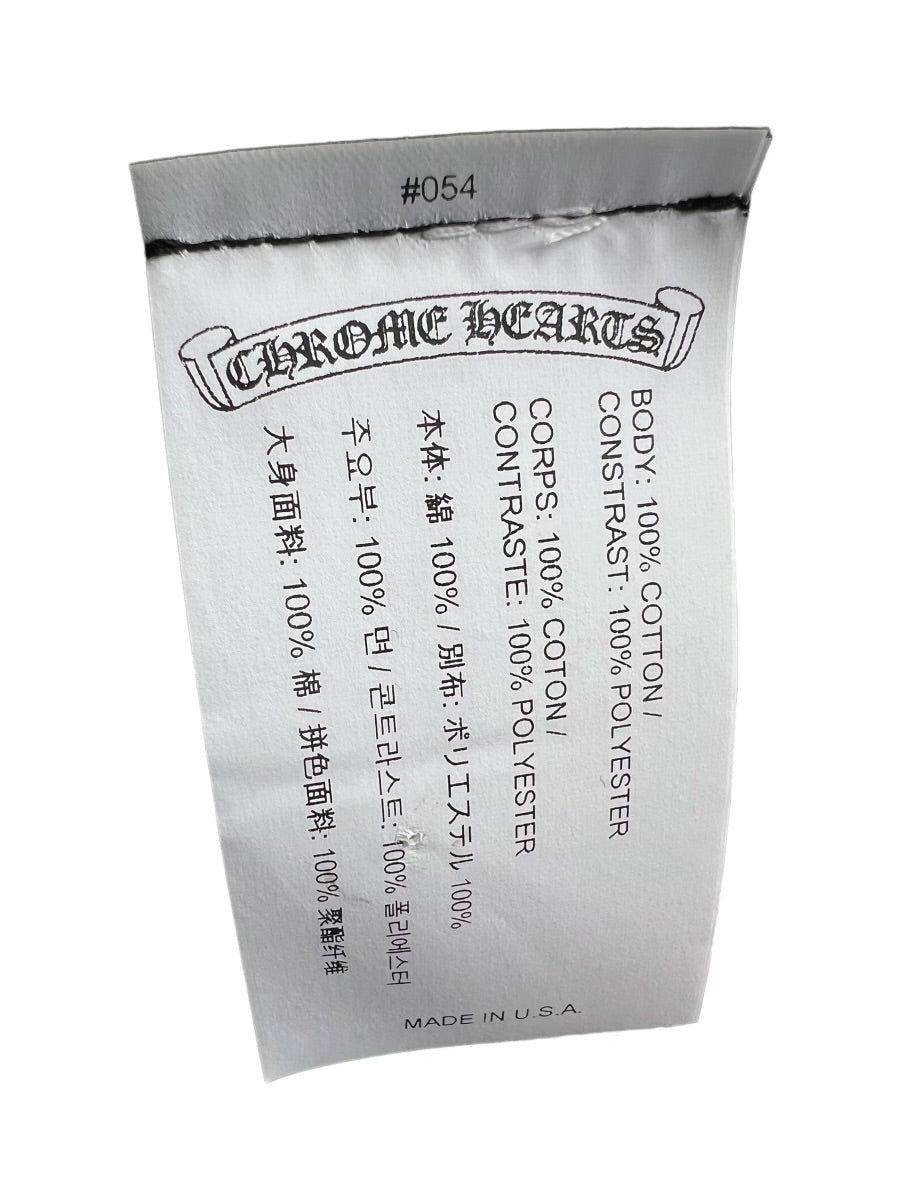 #054
CHROME HEARTS
BODY: 100% COTTON /
CONSTRAST: 100% POLYESTER
CORPS: 100% COTON /
CONTRASTE: 100% POLYESTER
本体: 綿 100% / 別布: ポリエステル 100%
주요부: 100% 면 / 콘트라스트: 100% 폴리에스터
大身面料: 100% 棉 / 拼色面料: 100% 聚酯纤维
MADE IN U.S.A.